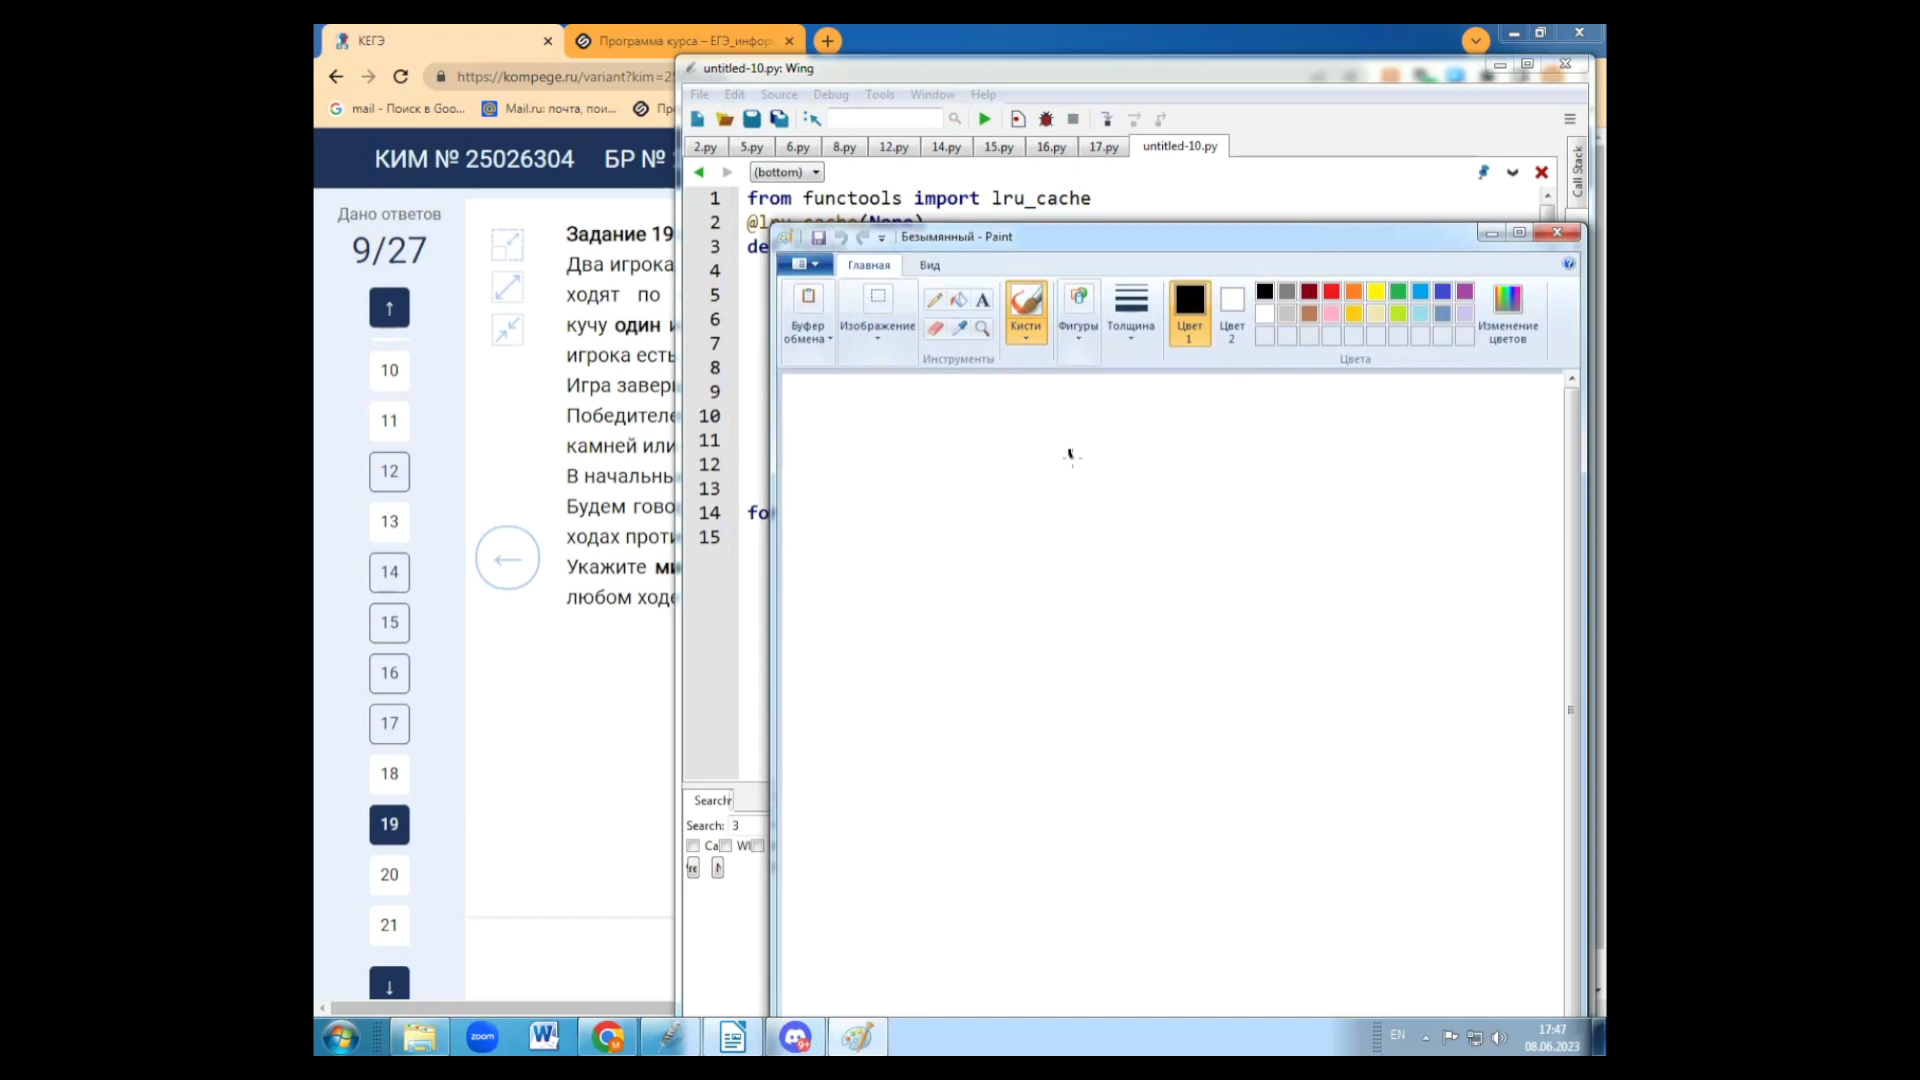 КЕГЭ
Программа курса – ЕГЭ_инфор
https://kompege.ru/variant?kim=2
mail - Поиск в Goo...
Mail.ru: почта, пои...
КИМ № 25026304 БР №
Дано ответов
9/27
10
11
12
13
14
15
16
17
18
19
20
21
Задание 19
Два игрока
ходят по
кучу один
игрока есть
Игра завер
Победител
камней или
В начальны
Будем гово
ходах проти
Укажите ми
любом ходе
untitled-10.py: Wing
File Edit Source Debug Tools Window Help
2.py 5.py 6.py 8.py 12.py 14.py 15.py 16.py 17.py untitled-10.py
(bottom)
Call Stack
1 from functools import lru_cache
2 @lru_cache(None)
3 de
4
5
6
7
8
9
10
11
12
13
14 fo
15
Search
Search: 3
Безымянный - Paint
Главная Вид
Буфер обмена
Изображение
Инструменты
Кисти
Фигуры
Толщина
Цвет 1
Цвет 2
Изменение цветов
Цвета
zoom
EN
17:47
08.06.2023